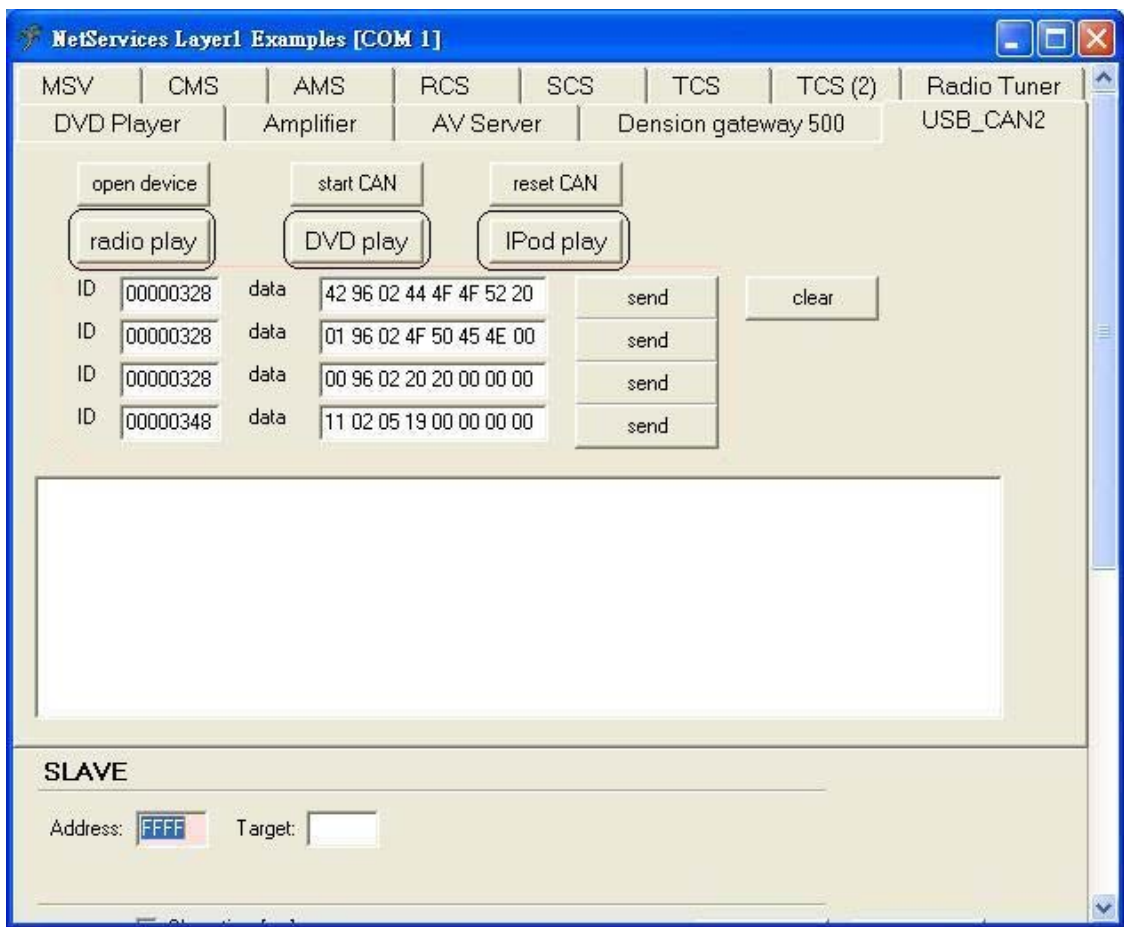 NetServices Layer1 Examples [COM 1]
MSV CMS AMS RCS SCS TCS TCS (2) Radio Tuner
DVD Player Amplifier AV Server Dension gateway 500 USB_CAN2
open device start CAN reset CAN
radio play DVD play IPod play
ID 00000328 data 42 96 02 44 4F 4F 52 20 send clear
ID 00000328 data 01 96 02 4F 50 45 4E 00 send
ID 00000328 data 00 96 02 20 20 00 00 00 send
ID 00000348 data 11 02 05 19 00 00 00 00 send
SLAVE
Address: FFFF Target: